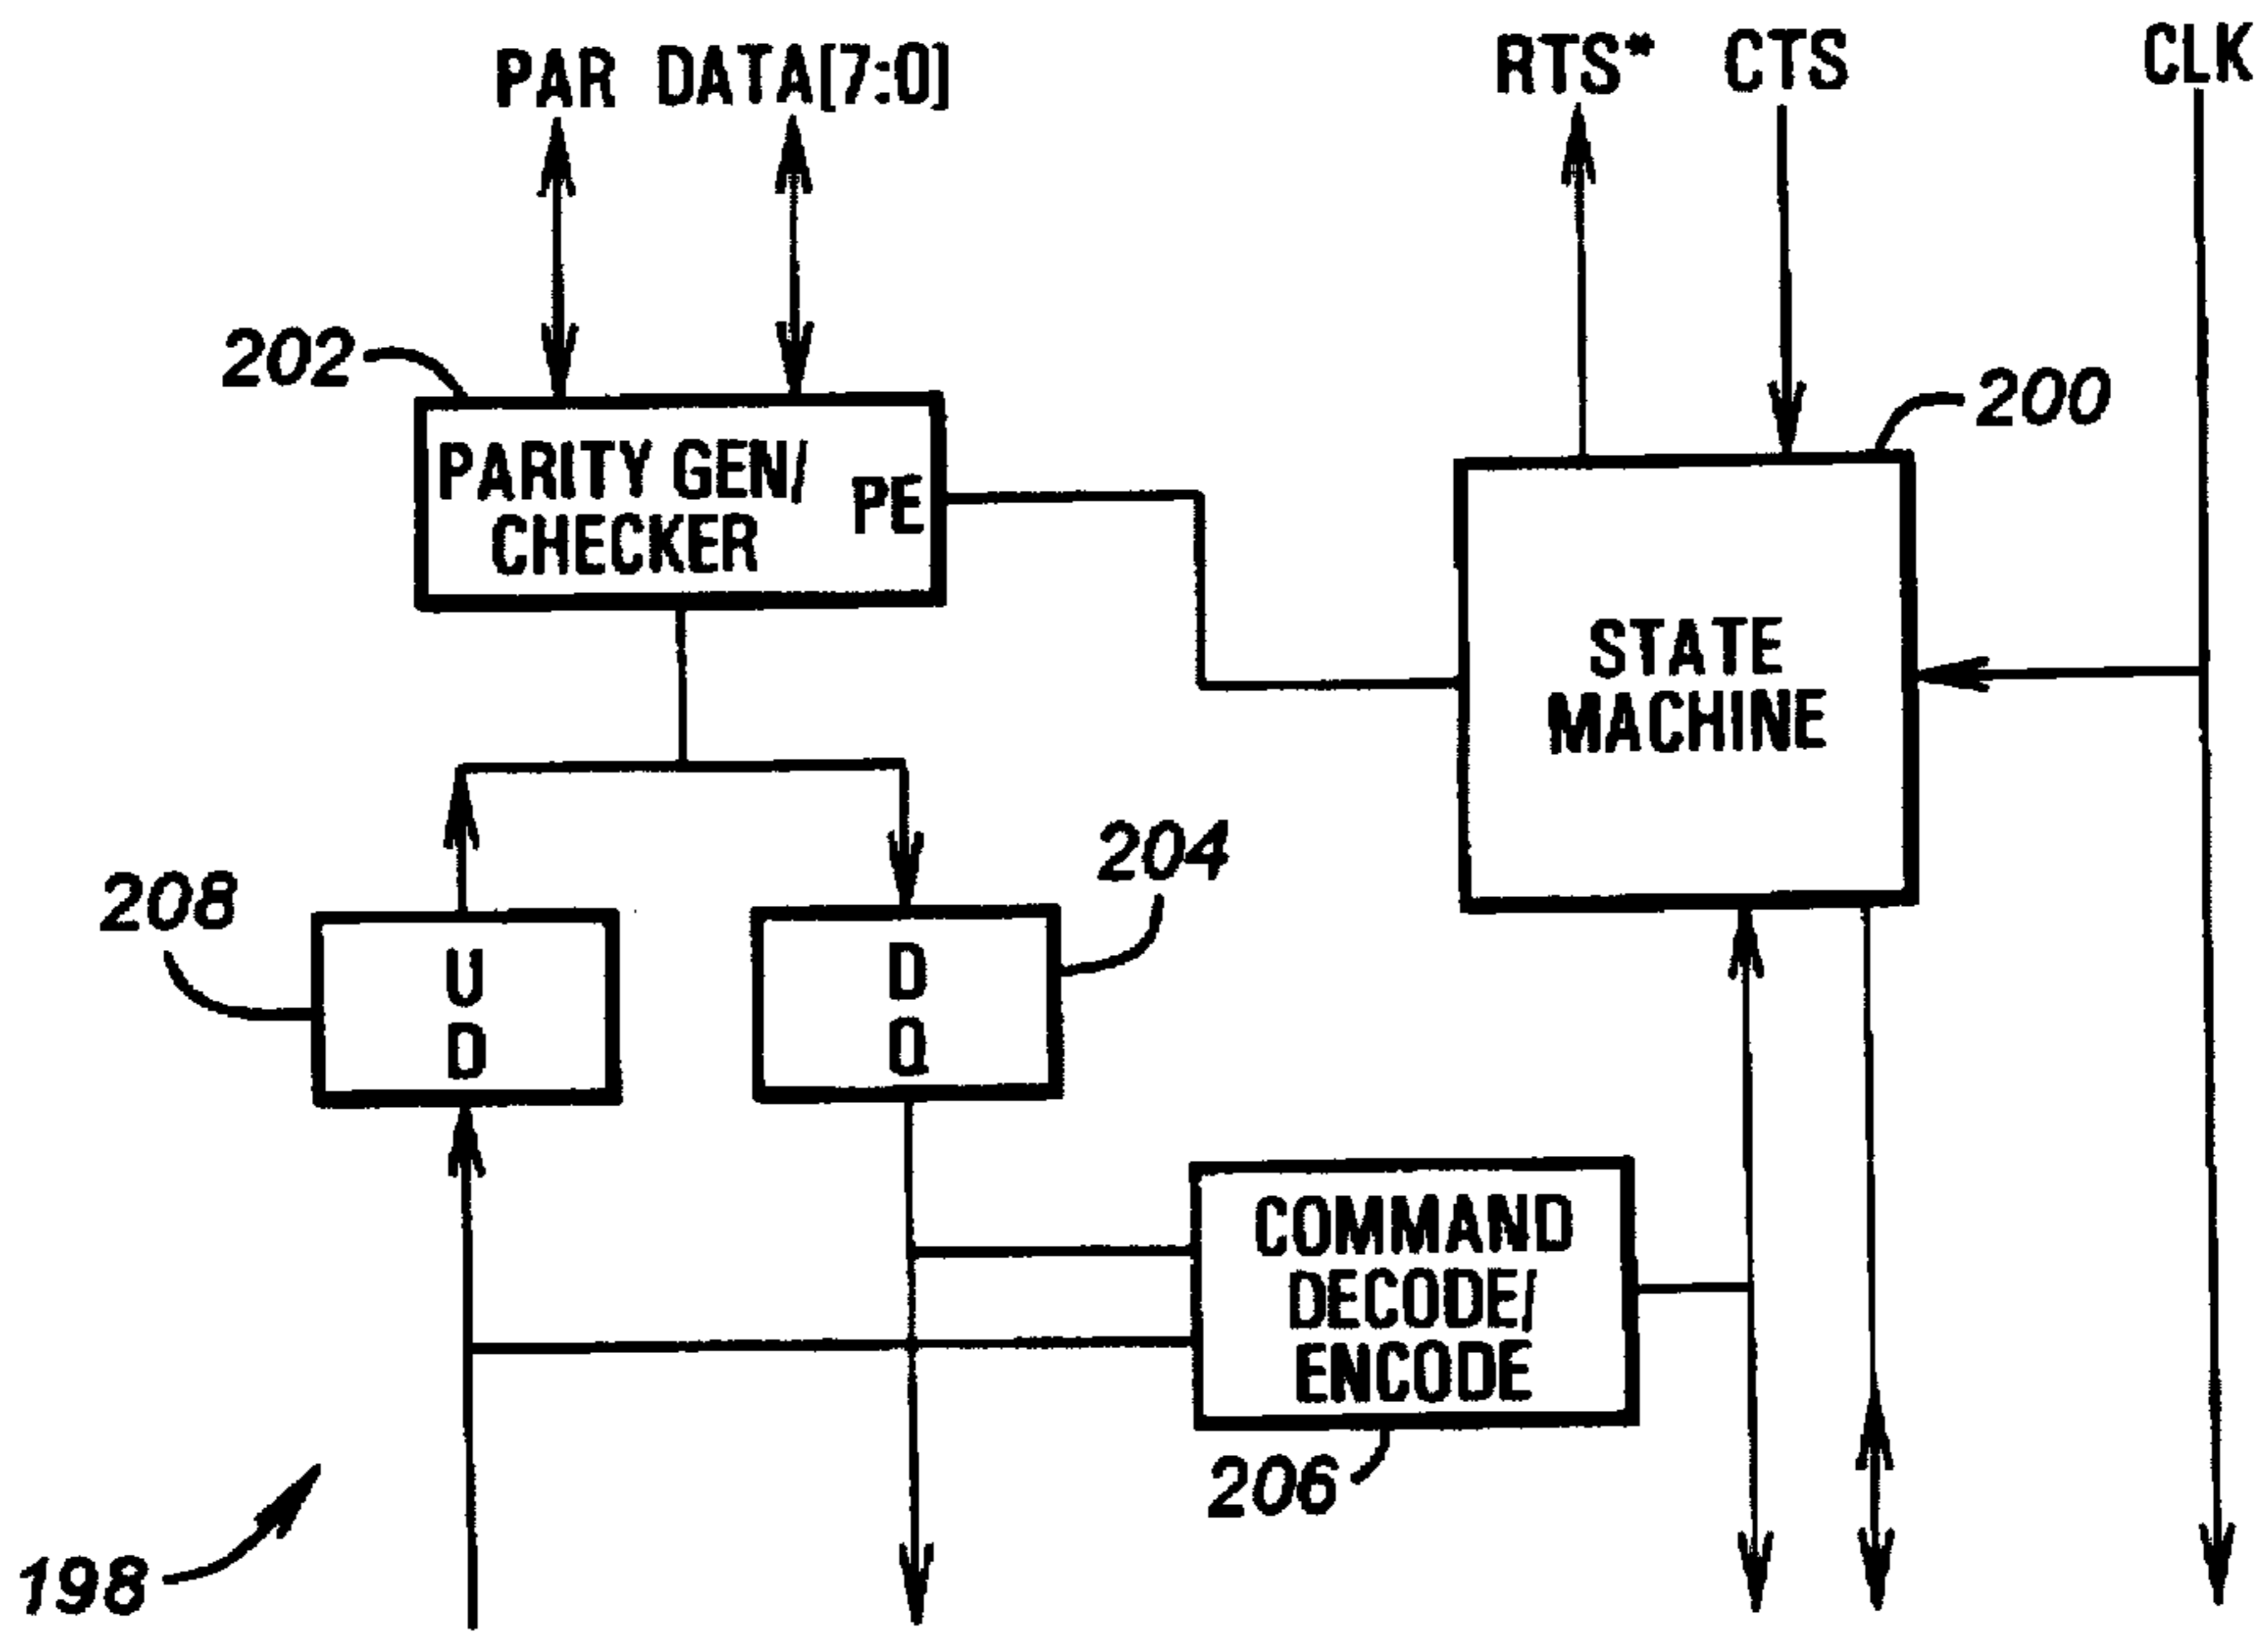 PAR DATA[7:0]
RTS* CTS
CLK
202
200
PARITY GEN/
CHECKER
PE
STATE
MACHINE
208
204
U
D
D
Q
COMMAND
DECODE/
ENCODE
206
198